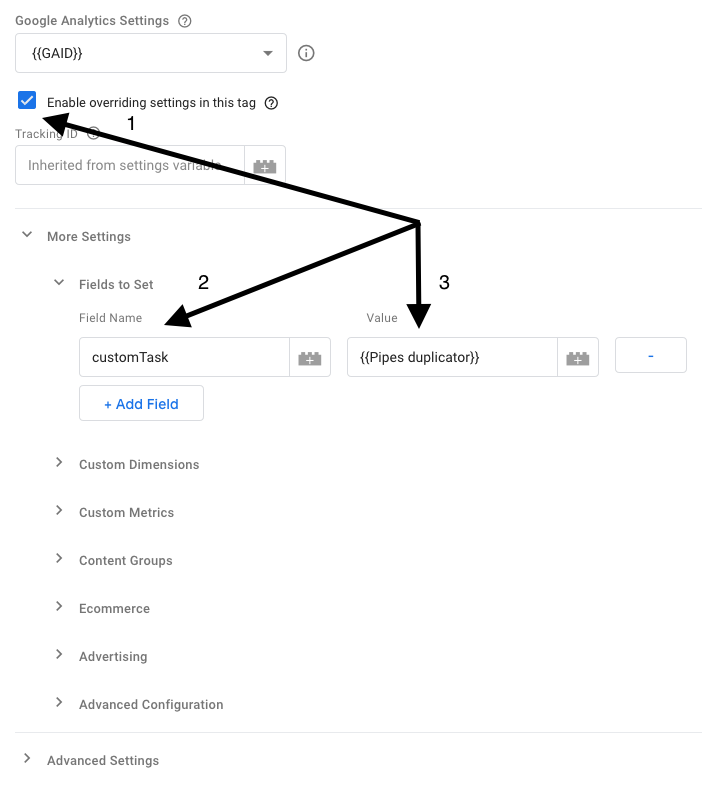 Google Analytics Settings
{{GAID}}
Enable overriding settings in this tag
1
Tracking ID
Inherited from settings variable
More Settings
Fields to Set
2
3
Field Name
Value
customTask
{{Pipes duplicator}}
-
+ Add Field
Custom Dimensions
Custom Metrics
Content Groups
Ecommerce
Advertising
Advanced Configuration
Advanced Settings